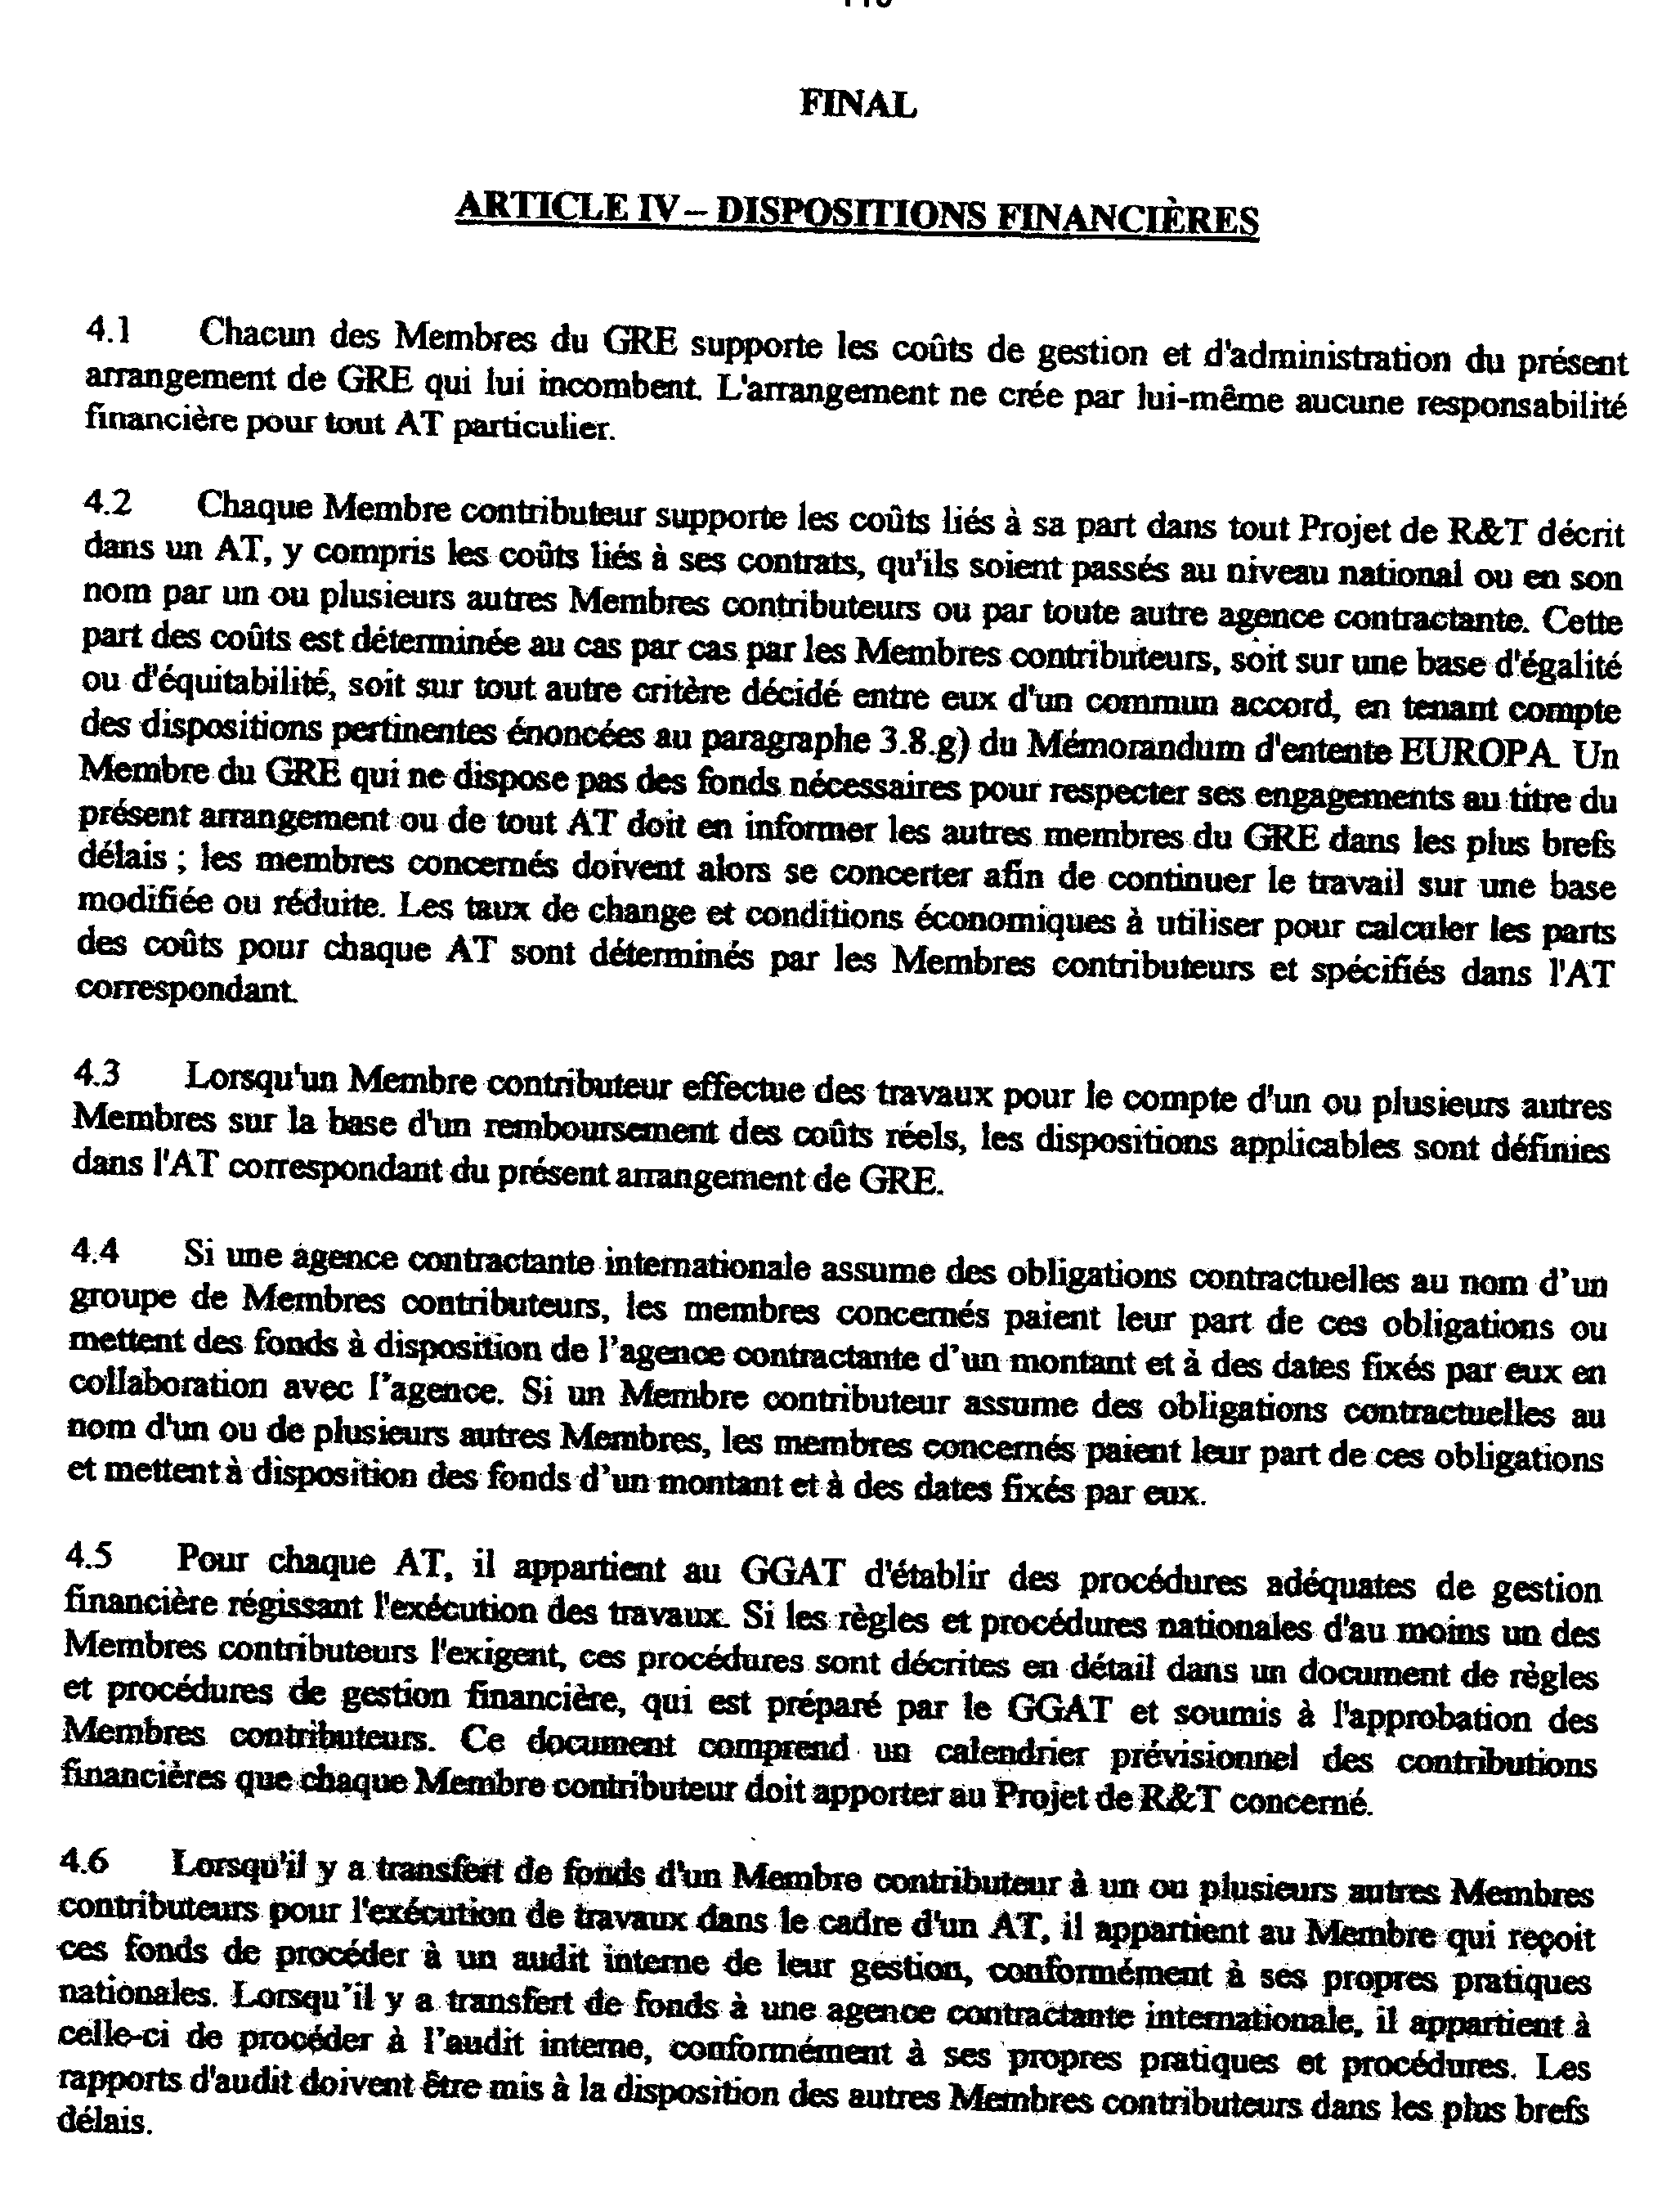 FINAL
ARTICLE IV – DISPOSITIONS FINANCIÈRES
4.1 Chacun des Membres du GRE supporte les coûts de gestion et d'administration du présent
arrangement de GRE qui lui incombent. L'arrangement ne crée par lui-même aucune responsabilité
financière pour tout AT particulier.
4.2 Chaque Membre contributeur supporte les coûts liés à sa part dans tout Projet de R&T décrit
dans un AT, y compris les coûts liés à ses contrats, qu'ils soient passés au niveau national ou en son
nom par un ou plusieurs autres Membres contributeurs ou par toute autre agence contractante. Cette
part des coûts est déterminée au cas par cas par les Membres contributeurs, soit sur une base d'égalité
ou d'équitabilité, soit sur tout autre critère décidé entre eux d'un commun accord, en tenant compte
des dispositions pertinentes énoncées au paragraphe 3.8.g) du Mémorandum d'entente EUROPA. Un
Membre du GRE qui ne dispose pas des fonds nécessaires pour respecter ses engagements au titre du
présent arrangement ou de tout AT doit en informer les autres membres du GRE dans les plus brefs
délais ; les membres concernés doivent alors se concerter afin de continuer le travail sur une base
modifiée ou réduite. Les taux de change et conditions économiques à utiliser pour calculer les parts
des coûts pour chaque AT sont déterminés par les Membres contributeurs et spécifiés dans l'AT
correspondant.
4.3 Lorsqu'un Membre contributeur effectue des travaux pour le compte d'un ou plusieurs autres
Membres sur la base d'un remboursement des coûts réels, les dispositions applicables sont définies
dans l'AT correspondant du présent arrangement de GRE.
4.4 Si une agence contractante internationale assume des obligations contractuelles au nom d’un
groupe de Membres contributeurs, les membres concernés paient leur part de ces obligations ou
mettent des fonds à disposition de l’agence contractante d’un montant et à des dates fixés par eux en
collaboration avec l’agence. Si un Membre contributeur assume des obligations contractuelles au
nom d'un ou de plusieurs autres Membres, les membres concernés paient leur part de ces obligations
et mettent à disposition des fonds d’un montant et à des dates fixés par eux.
4.5 Pour chaque AT, il appartient au GGAT d'établir des procédures adéquates de gestion
financière régissant l'exécution des travaux. Si les règles et procédures nationales d'au moins un des
Membres contributeurs l'exigent, ces procédures sont décrites en détail dans un document de règles
et procédures de gestion financière, qui est préparé par le GGAT et soumis à l'approbation des
Membres contributeurs. Ce document comprend un calendrier prévisionnel des contributions
financières que chaque Membre contributeur doit apporter au Projet de R&T concerné.
4.6 Lorsqu'il y a transfert de fonds d'un Membre contributeur à un ou plusieurs autres Membres
contributeurs pour l'exécution de travaux dans le cadre d'un AT, il appartient au Membre qui reçoit
ces fonds de procéder à un audit interne de leur gestion, conformément à ses propres pratiques
nationales. Lorsqu’il y a transfert de fonds à une agence contractante internationale, il appartient à
celle-ci de procéder à l’audit interne, conformément à ses propres pratiques et procédures. Les
rapports d'audit doivent être mis à la disposition des autres Membres contributeurs dans les plus brefs
délais.